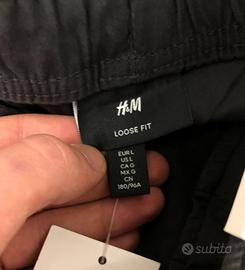 H&M
LOOSE FIT
EUR L
US L
CA G
MX G
CN
180/96A
subito